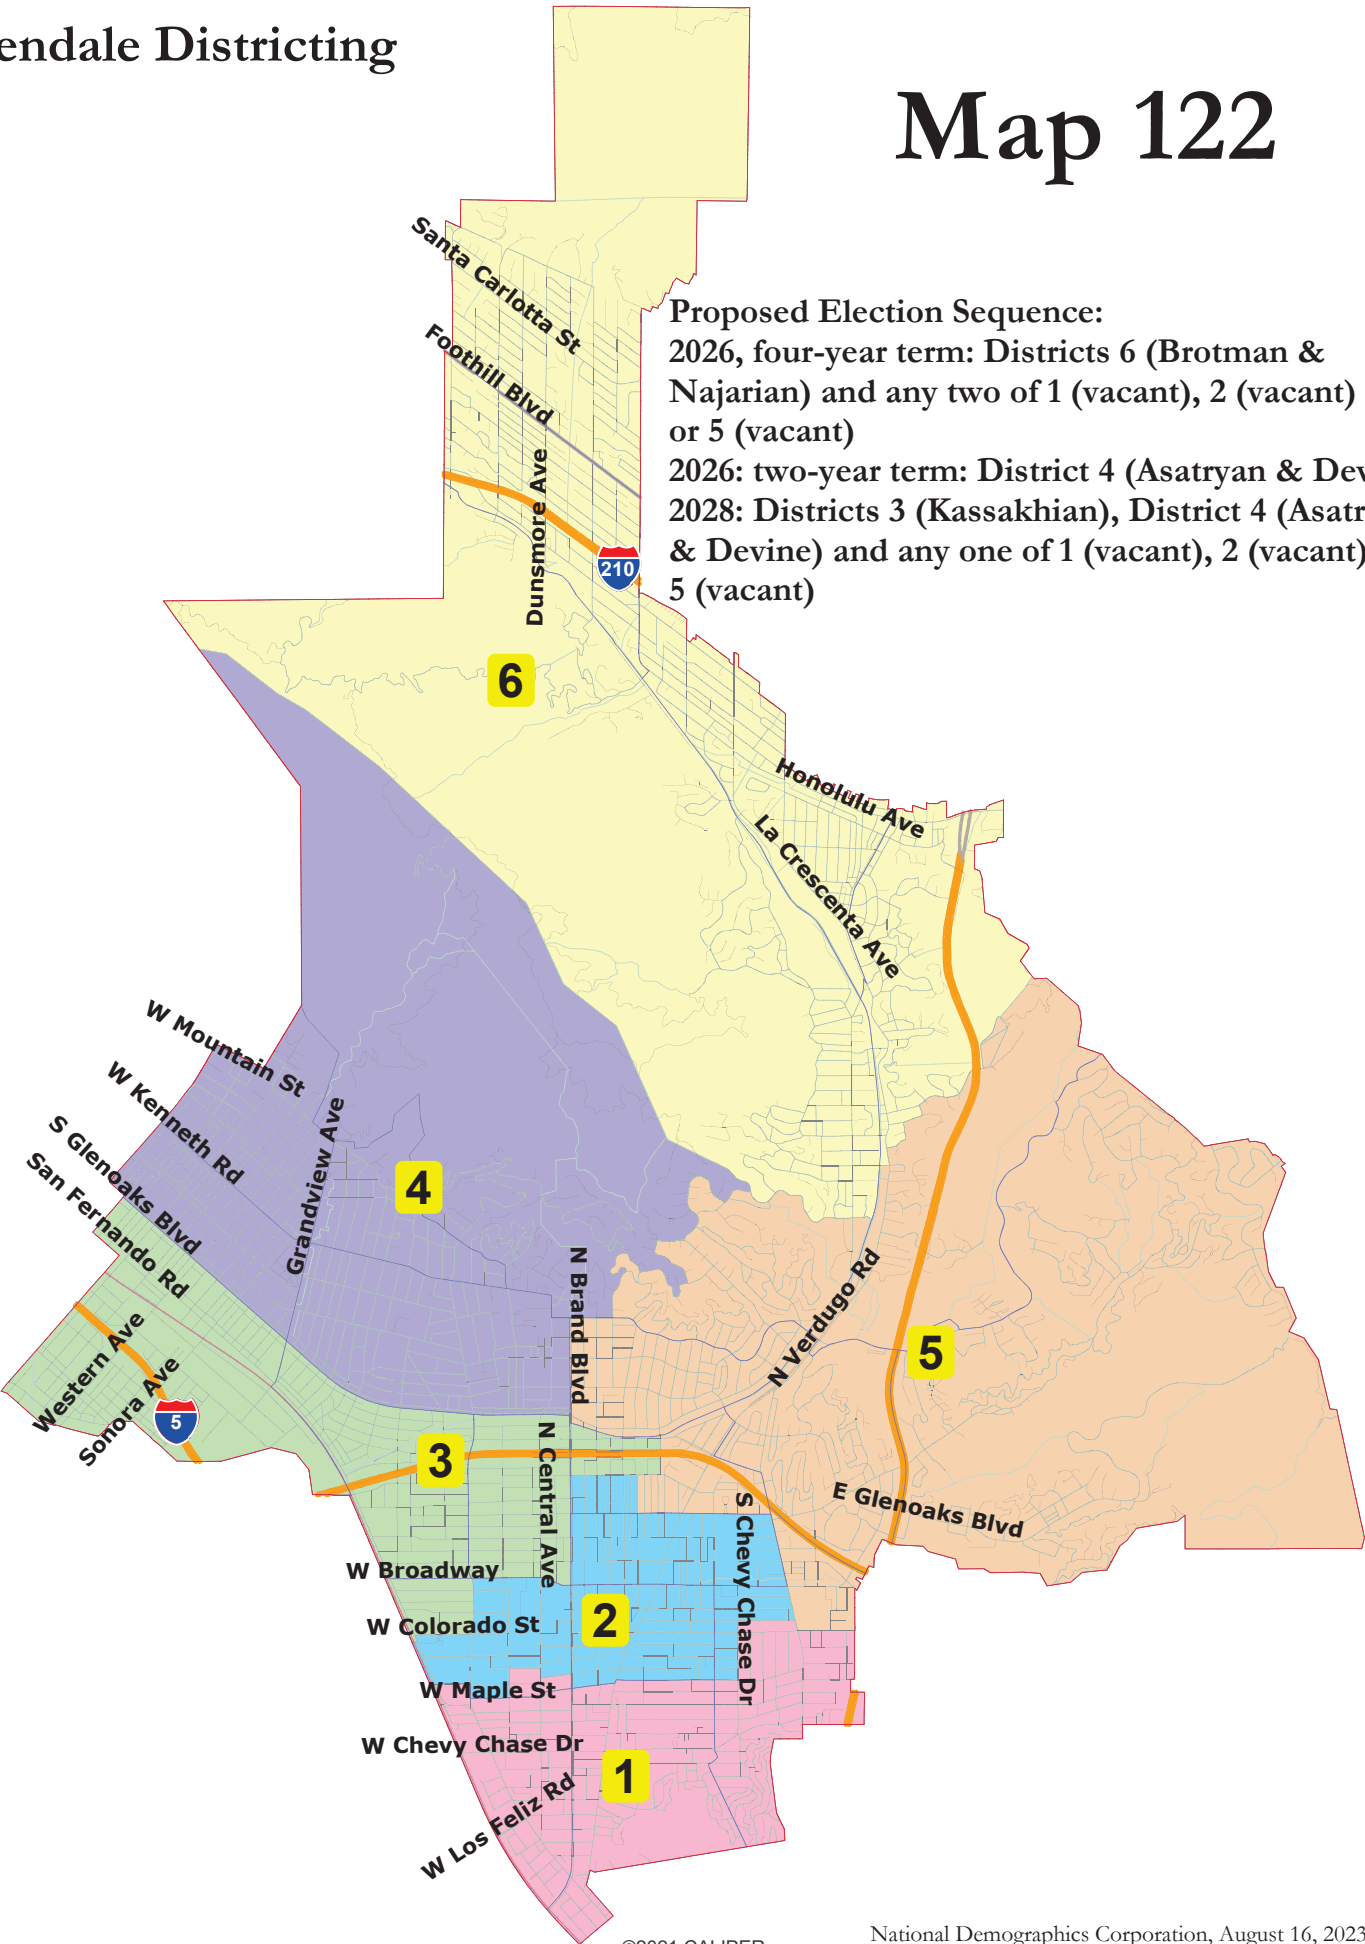 endale Districting
Map 122
Proposed Election Sequence:
2026, four-year term: Districts 6 (Brotman &
Najarian) and any two of 1 (vacant), 2 (vacant)
or 5 (vacant)
2026: two-year term: District 4 (Asatryan & Dev
2028: Districts 3 (Kassakhian), District 4 (Asatr
& Devine) and any one of 1 (vacant), 2 (vacant)
5 (vacant)
Santa Carlotta St
Foothill Blvd
Dunsmore Ave
210
6
Honolulu Ave
La Crescenta Ave
W Mountain St
W Kenneth Rd
S Glenoaks Blvd
San Fernando Rd
Grandview Ave
4
N Brand Blvd
N Verdugo Rd
5
Western Ave
Sonora Ave
5
3
N Central Ave
S Chevy Chase Dr
E Glenoaks Blvd
W Broadway
W Colorado St
2
W Maple St
W Chevy Chase Dr
1
W Los Feliz Rd
©2021 CALIPER
National Demographics Corporation, August 16, 2023